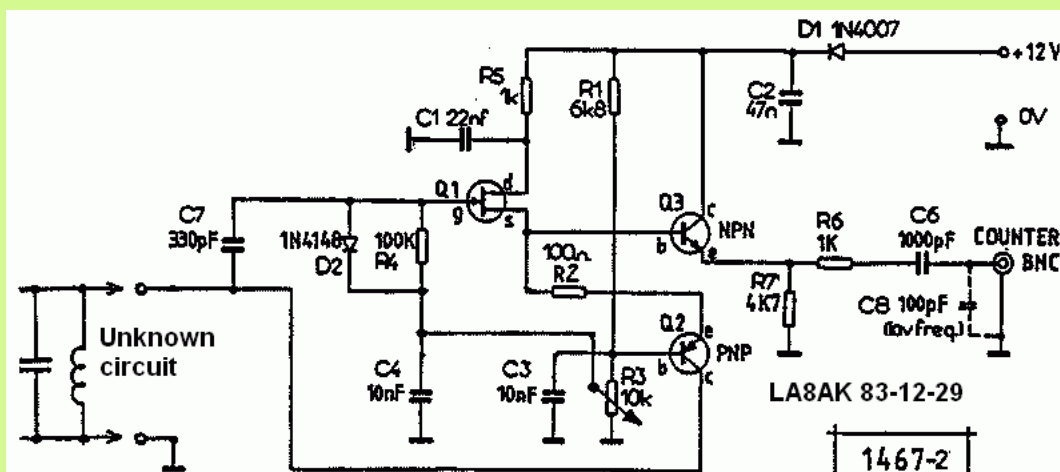 D1 1N4007
+12V
R5
1k
R1
6k8
C2
47n
0V
C1 22nf
Q1
d
g
s
Q3
c
NPN
b
e
R6
1K
C6
1000pF
COUNTER
BNC
C7
330pF
1N4148
D2
100K
R4
100n
R2
R7
4K7
C8 100pF
(lowfreq.)
Unknown
circuit
Q2
e
PNP
b
c
C4
10nF
C3
10nF
R3
10k
LA8AK 83-12-29
1467-2